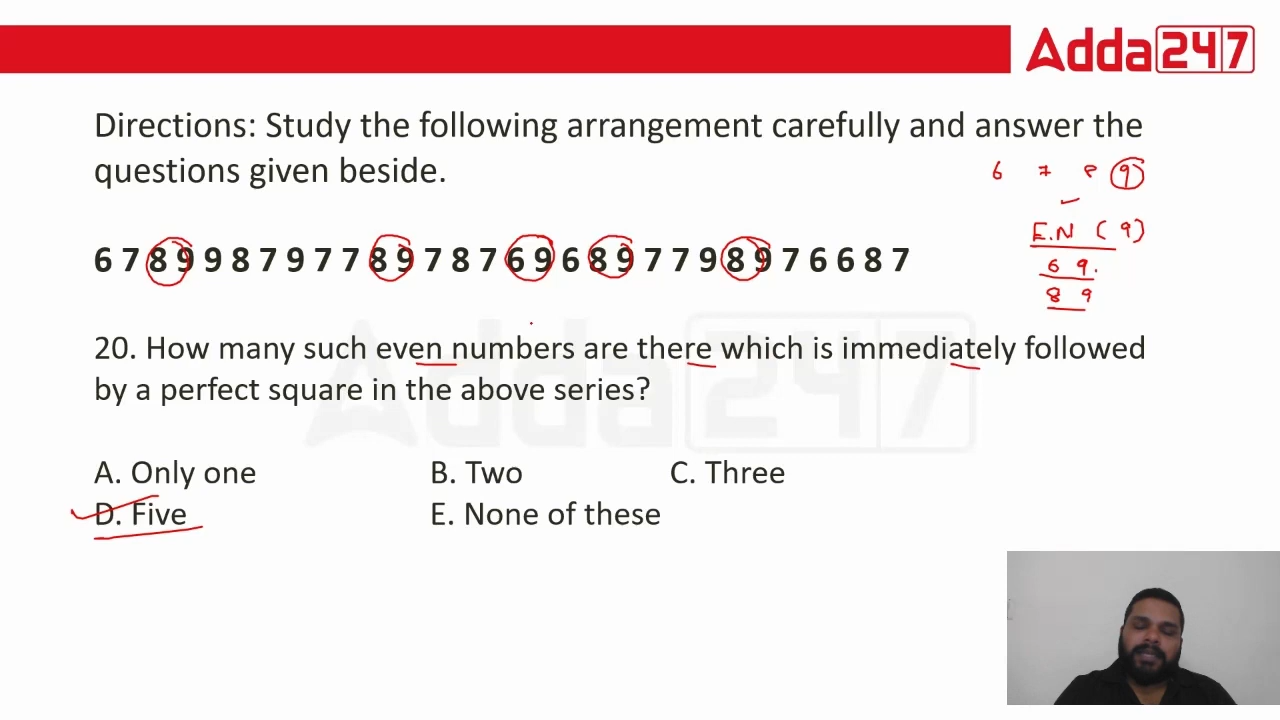 Adda247
Directions: Study the following arrangement carefully and answer the
questions given beside.
6 7 8 9
E.N ( 9 )
6 7 8 9 9 8 7 9 7 7 8 9 7 8 7 6 9 6 8 9 7 7 9 8 9 7 6 6 8 7
6 9.
8 9
20. How many such even numbers are there which is immediately followed
by a perfect square in the above series?
Adda247
A. Only one B. Two C. Three
D. Five E. None of these